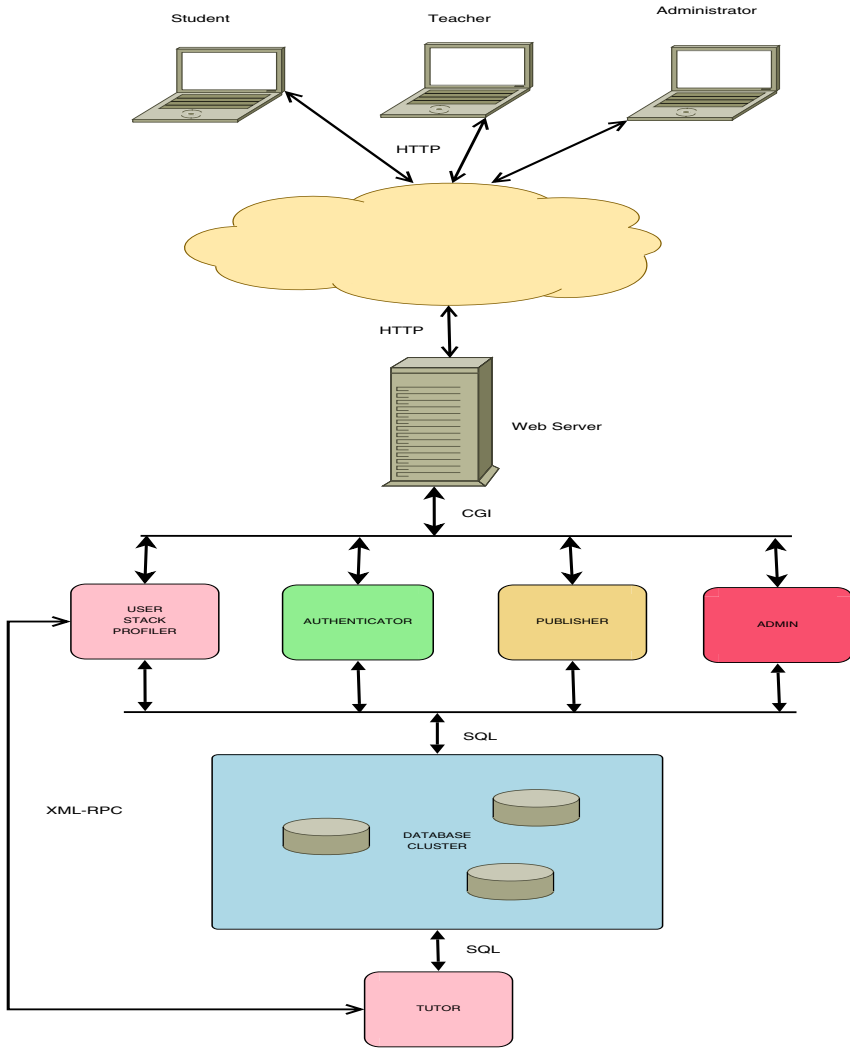 Student
Teacher
Administrator
HTTP
HTTP
Web Server
CGI
USER
STACK
PROFILER
AUTHENTICATOR
PUBLISHER
ADMIN
SQL
XML-RPC
DATABASE
CLUSTER
SQL
TUTOR